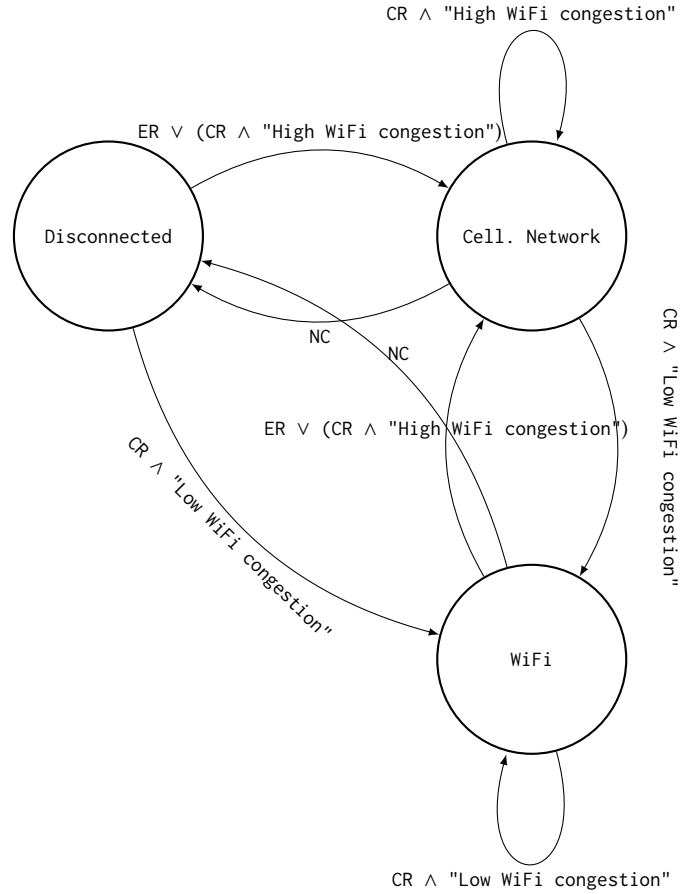 CR ∧ "High WiFi congestion"
ER ∨ (CR ∧ "High WiFi congestion")
Disconnected
Cell. Network
NC
NC
CR ∧ "Low WiFi congestion"
ER ∨ (CR ∧ "High WiFi congestion")
CR ∧ "Low WiFi congestion"
WiFi
CR ∧ "Low WiFi congestion"